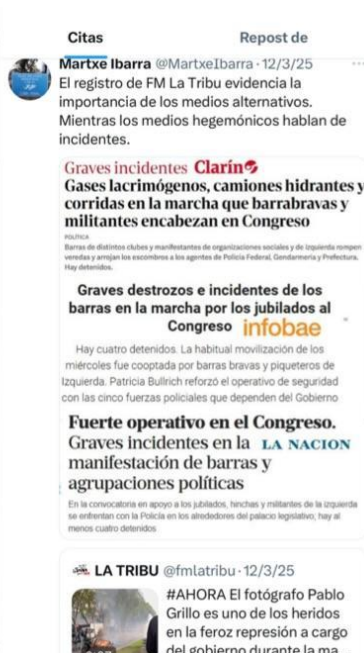 Citas
Repost de
Martxe Ibarra @MartxeIbarra · 12/3/25
El registro de FM La Tribu evidencia la
importancia de los medios alternativos.
Mientras los medios hegemónicos hablan de
incidentes.
Graves incidentes Clarín
Gases lacrimógenos, camiones hidrantes y
corridas en la marcha que barrabravas y
militantes encabezan en Congreso
POLÍTICA
Barras de distintos clubes y manifestantes de organizaciones sociales y de izquierda rompen
veredas y arrojan los escombros a los agentes de Policía Federal, Gendarmería y Prefectura.
Hay detenidos.
Graves destrozos e incidentes de los
barras en la marcha por los jubilados al
Congreso infobae
Hay cuatro detenidos. La habitual movilización de los
miércoles fue cooptada por barras bravas y piqueteros de
Izquierda. Patricia Bullrich reforzó el operativo de seguridad
con las cinco fuerzas policiales que dependen del Gobierno
Fuerte operativo en el Congreso.
Graves incidentes en la LA NACION
manifestación de barras y
agrupaciones políticas
En la convocatoria en apoyo a los jubilados, hinchas y militantes de la izquierda
se enfrentan con la Policía en los alrededores del palacio legislativo; hay al
menos cuatro detenidos
LA TRIBU @fmlatribu · 12/3/25
#AHORA El fotógrafo Pablo
Grillo es uno de los heridos
en la feroz represión a cargo
del gobierno durante la ma